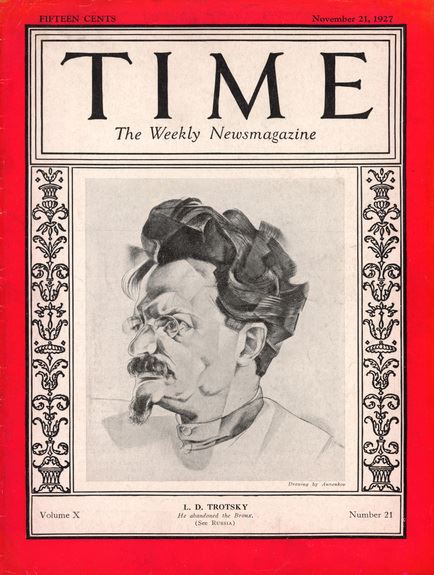 FIFTEEN CENTS November 21, 1927
TIME
The Weekly Newsmagazine
Drawing by Annenkov
L. D. TROTSKY
Volume X He abandoned the Bronx. Number 21
(See RUSSIA)